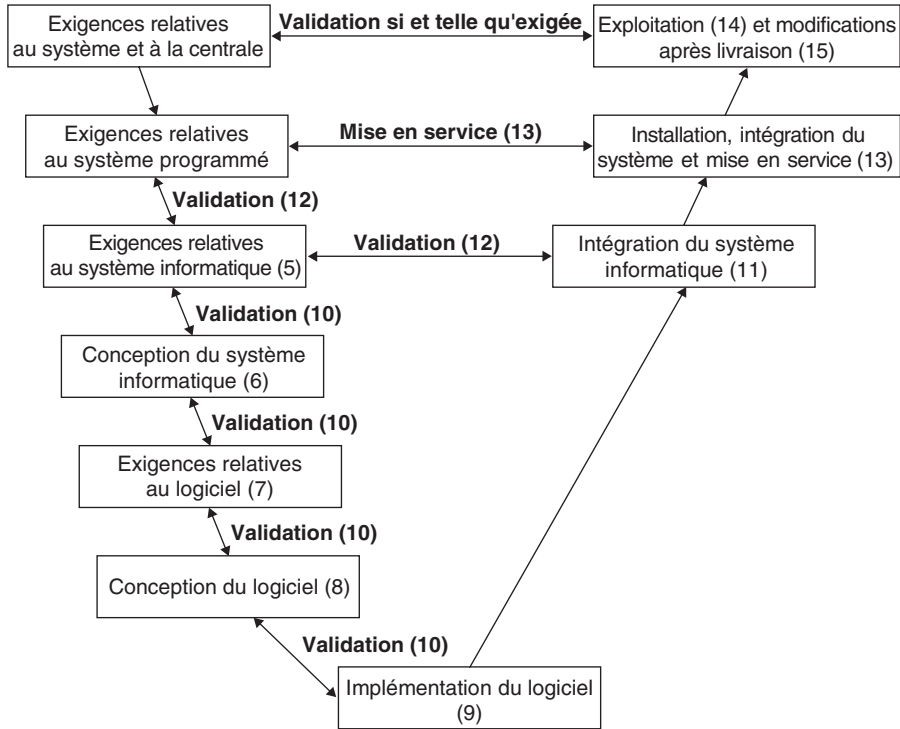 Exigences relatives
au système et à la centrale
Validation si et telle qu'exigée
Exploitation (14) et modifications
après livraison (15)
Exigences relatives
au système programmé
Mise en service (13)
Installation, intégration du
système et mise en service (13)
Validation (12)
Exigences relatives
au système informatique (5)
Validation (12)
Intégration du système
informatique (11)
Validation (10)
Conception du système
informatique (6)
Validation (10)
Exigences relatives
au logiciel (7)
Validation (10)
Conception du logiciel (8)
Validation (10)
Implémentation du logiciel
(9)